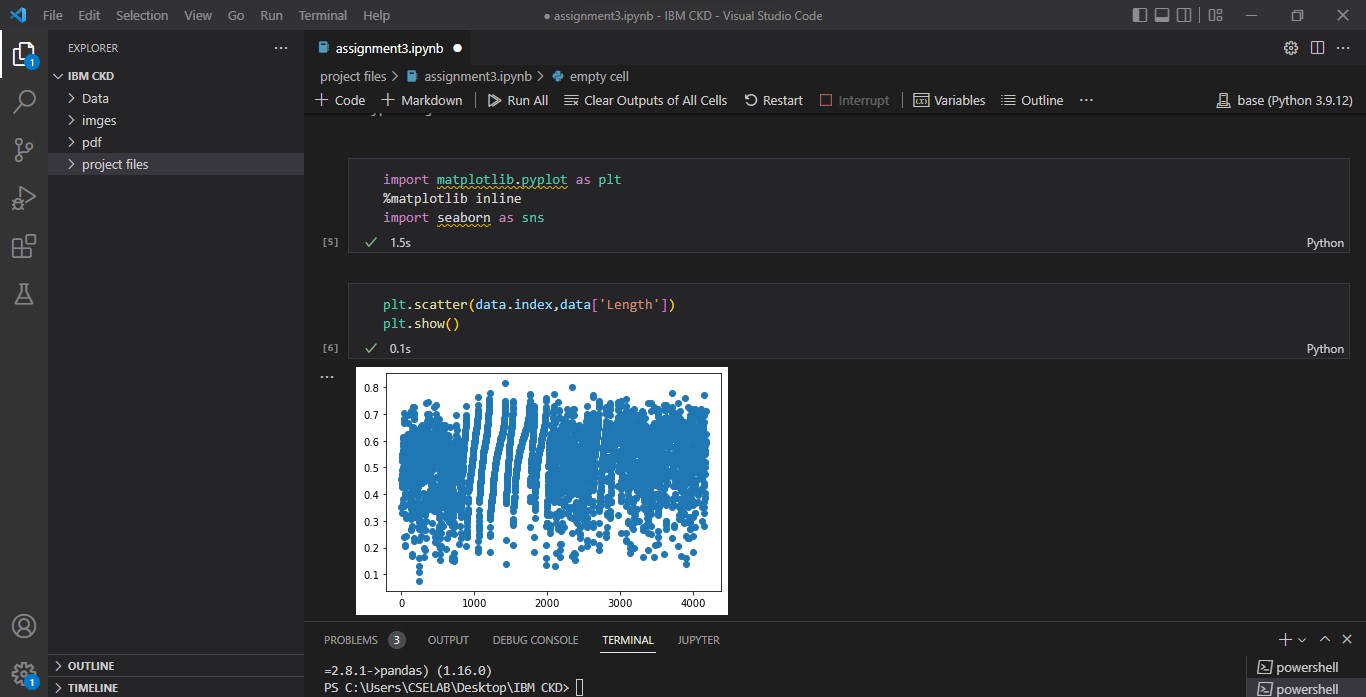 File Edit Selection View Go Run Terminal Help
● assignment3.ipynb - IBM CKD - Visual Studio Code
EXPLORER
1
IBM CKD
Data
imges
pdf
project files
OUTLINE
TIMELINE
1
assignment3.ipynb ●
project files > assignment3.ipynb > empty cell
+ Code + Markdown Run All Clear Outputs of All Cells Restart Interrupt Variables Outline ... base (Python 3.9.12)
import matplotlib.pyplot as plt
%matplotlib inline
import seaborn as sns
[5] ✓ 1.5s Python
plt.scatter(data.index,data['Length'])
plt.show()
[6] ✓ 0.1s Python
0.8
0.7
0.6
0.5
0.4
0.3
0.2
0.1
0 1000 2000 3000 4000
PROBLEMS 3 OUTPUT DEBUG CONSOLE TERMINAL JUPYTER
=2.8.1->pandas) (1.16.0)
PS C:\Users\CSELAB\Desktop\IBM CKD>
powershell
powershell